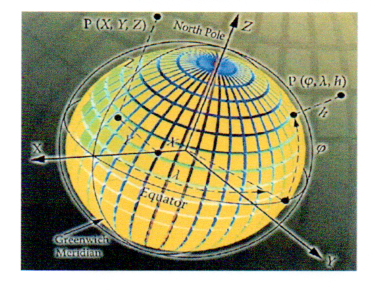 P (X, Y, Z)
North Pole
Z
P (φ, λ, h)
Z
h
X
Y
X
φ
λ
Equator
Greenwich
Meridian
Y